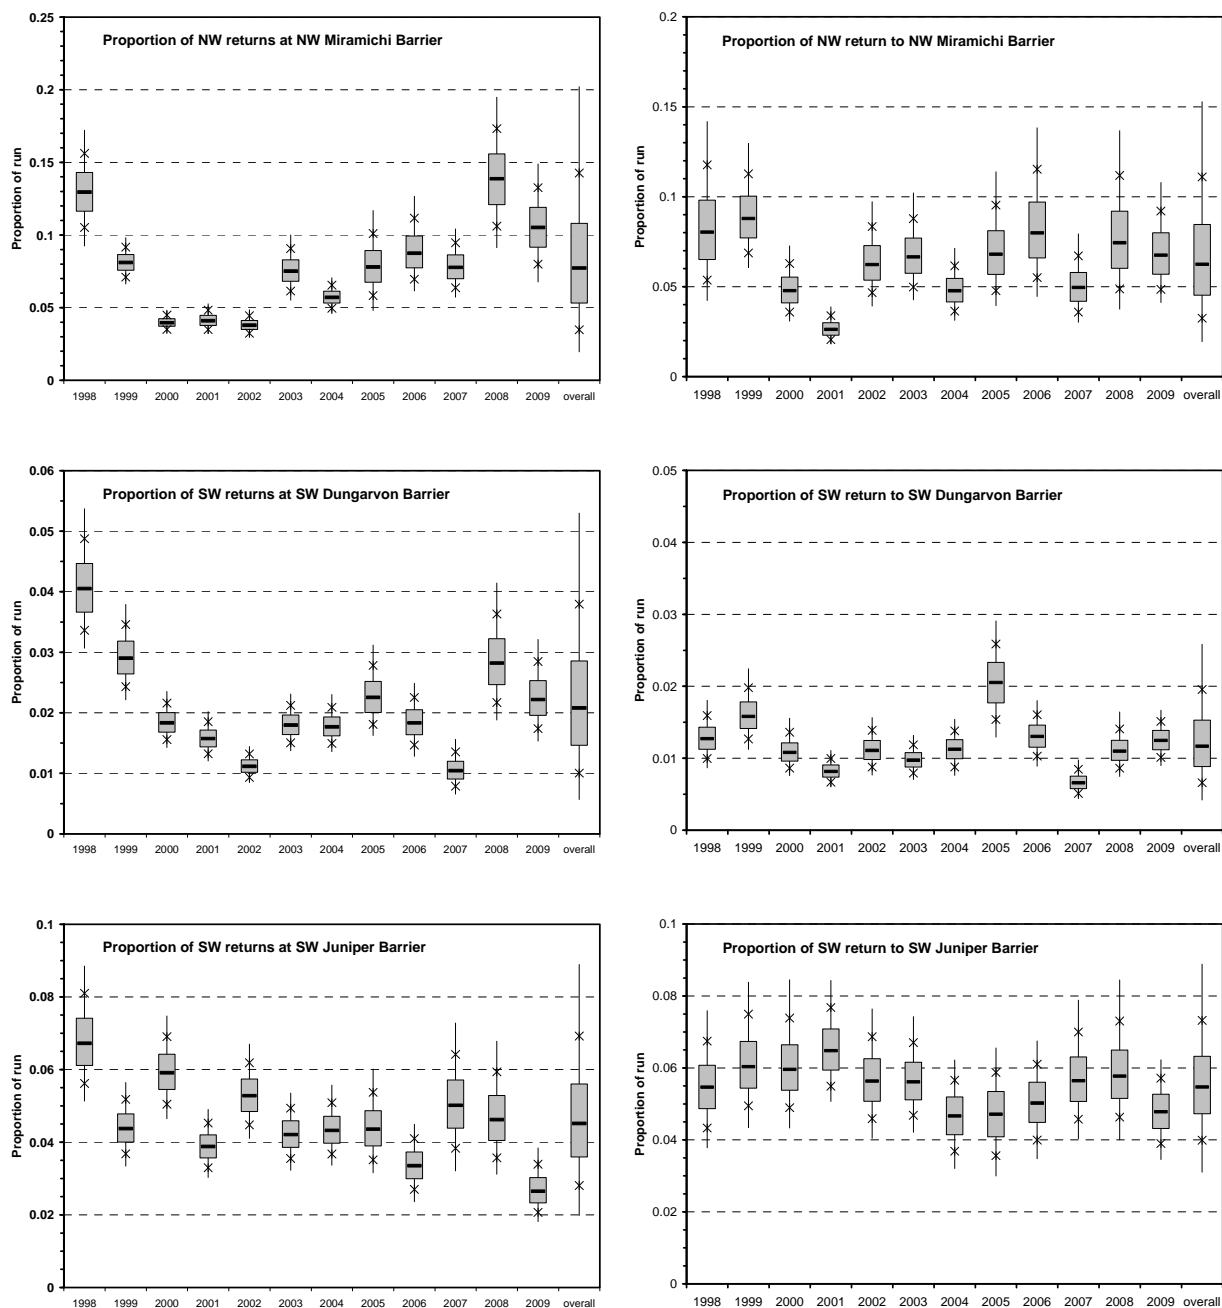 Proportion of NW returns at NW Miramichi Barrier
Proportion of run
0.25
0.2
0.15
0.1
0.05
0
1998 1999 2000 2001 2002 2003 2004 2005 2006 2007 2008 2009 overall
Proportion of NW return to NW Miramichi Barrier
Proportion of run
0.2
0.15
0.1
0.05
0
1998 1999 2000 2001 2002 2003 2004 2005 2006 2007 2008 2009 overall
Proportion of SW returns at SW Dungarvon Barrier
Proportion of run
0.06
0.05
0.04
0.03
0.02
0.01
0
1998 1999 2000 2001 2002 2003 2004 2005 2006 2007 2008 2009 overall
Proportion of SW return to SW Dungarvon Barrier
Proportion of run
0.05
0.04
0.03
0.02
0.01
0
1998 1999 2000 2001 2002 2003 2004 2005 2006 2007 2008 2009 overall
Proportion of SW returns at SW Juniper Barrier
Proportion of run
0.1
0.08
0.06
0.04
0.02
0
1998 1999 2000 2001 2002 2003 2004 2005 2006 2007 2008 2009 overall
Proportion of SW return to SW Juniper Barrier
Proportion of run
0.1
0.08
0.06
0.04
0.02
0
1998 1999 2000 2001 2002 2003 2004 2005 2006 2007 2008 2009 overall